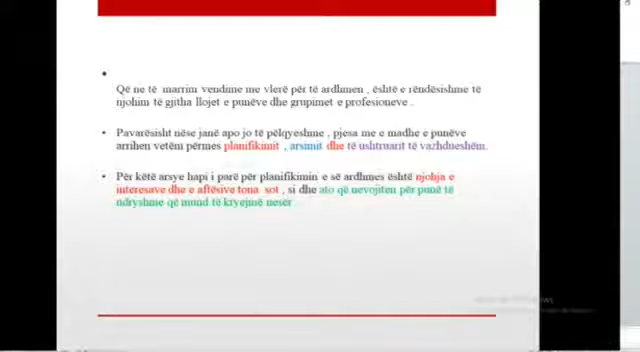 Që ne të marrim vendime me vlerë për të ardhmen , është e rëndësishme të
njohim të gjitha llojet e punëve dhe grupimet e profesioneve .
Pavarësisht nëse janë apo jo të pëlqyeshme , pjesa me e madhe e punëve
arrihen vetëm përmes planifikimit , arsimit dhe të ushtruarit të vazhdueshëm.
Për këtë arsye hapi i parë për planifikimin e së ardhmes është njohja e
interesave dhe e aftësive tona sot , si dhe ato që nevojiten për punë të
ndryshme që mund të kryejmë nesër